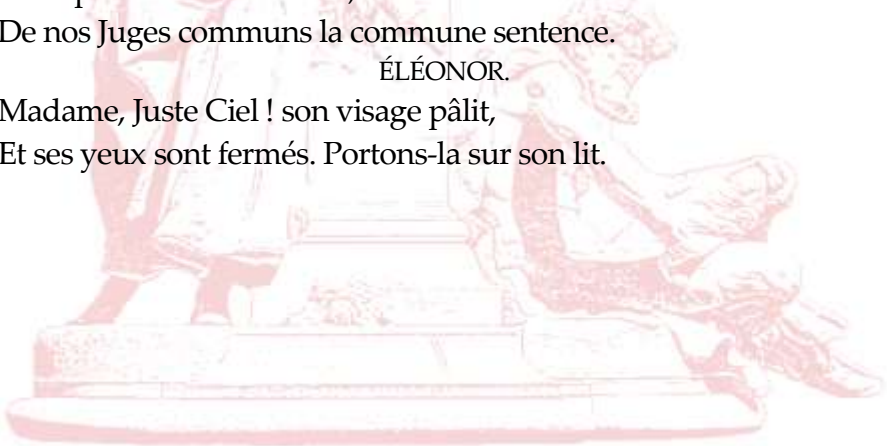 De nos Juges communs la commune sentence.
ÉLÉONOR.
Madame, Juste Ciel ! son visage pâlit,
Et ses yeux sont fermés. Portons-la sur son lit.